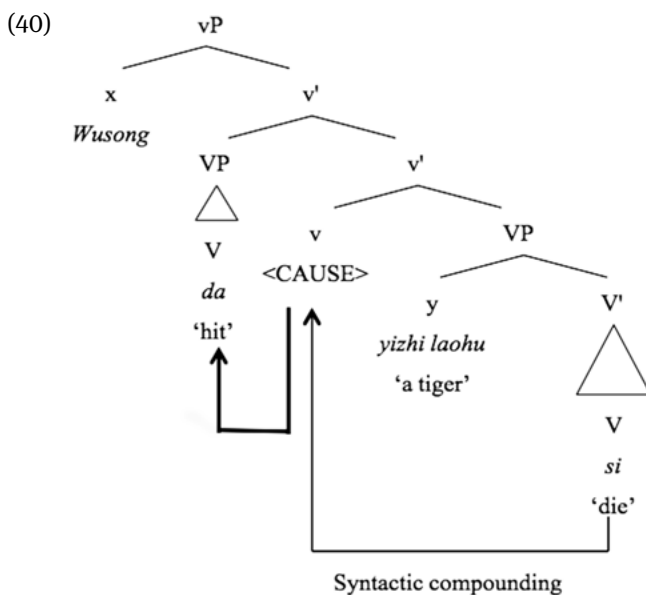 (40)
vP
x v'
Wusong
VP v'
V v VP
da <CAUSE>
'hit' y V'
yizhi laohu
'a tiger' V
si
'die'
Syntactic compounding